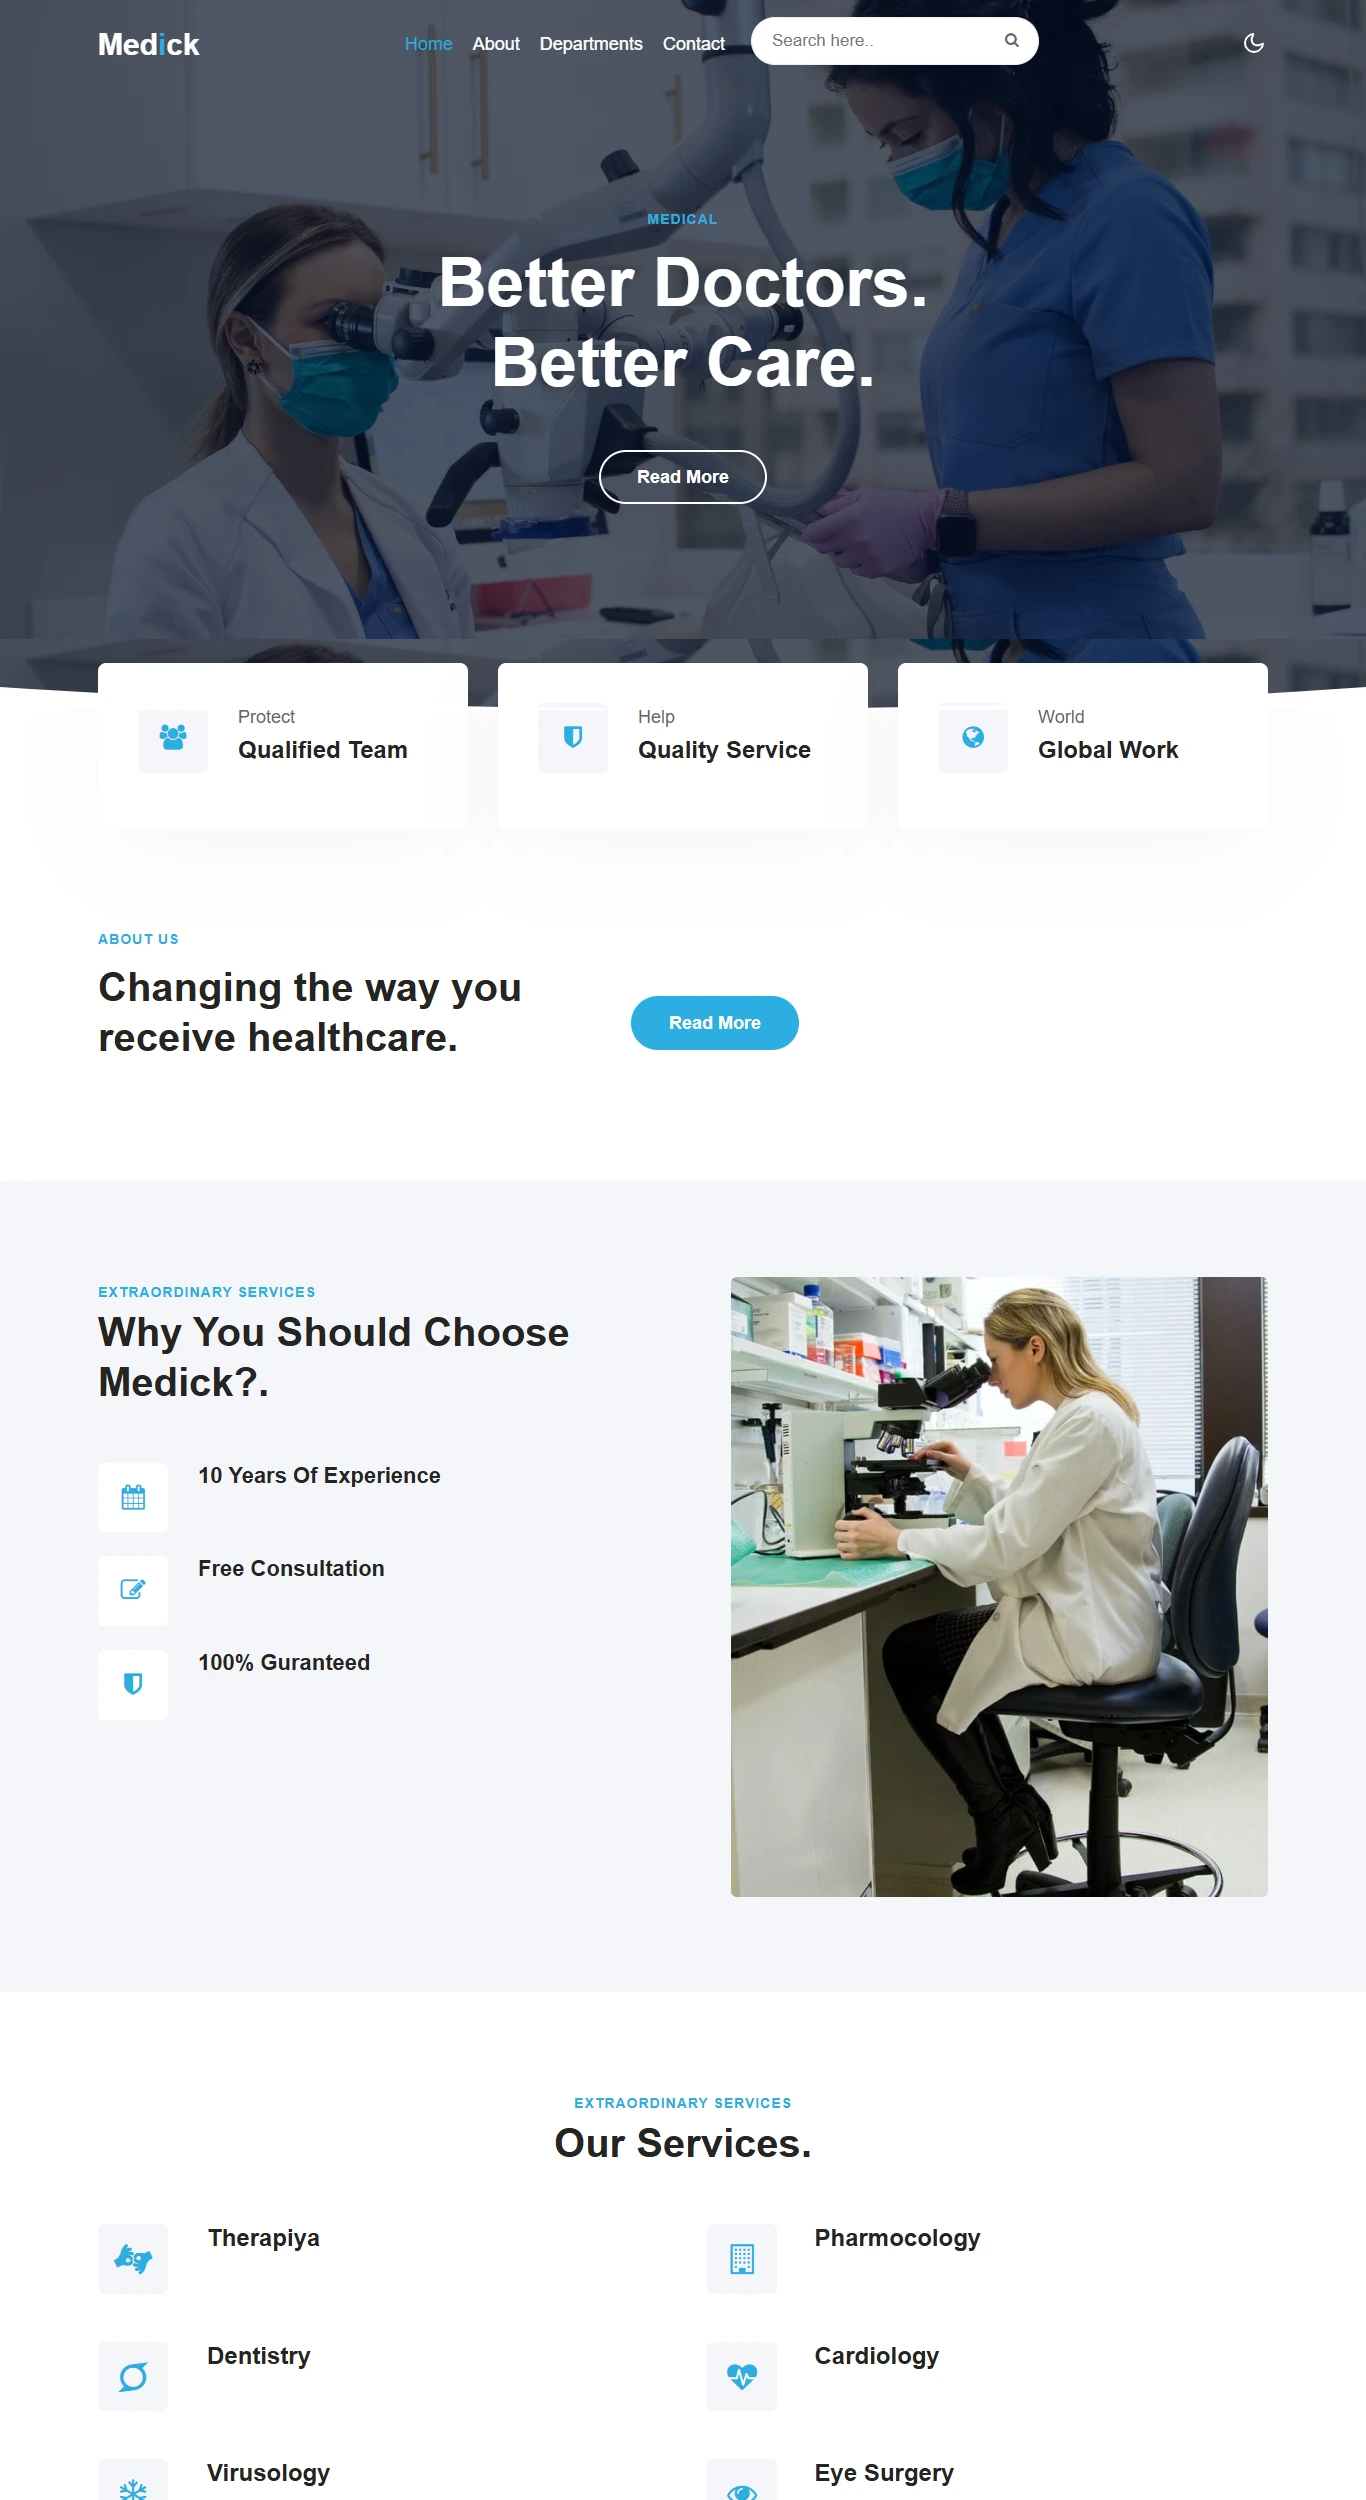 Medick
Home About Departments Contact Search here..
MEDICAL
Better Doctors.
Better Care.
Read More
Protect
Qualified Team
Help
Quality Service
World
Global Work
ABOUT US
Changing the way you
receive healthcare.
Read More
EXTRAORDINARY SERVICES
Why You Should Choose
Medick?.
10 Years Of Experience
Free Consultation
100% Guranteed
EXTRAORDINARY SERVICES
Our Services.
Therapiya
Pharmocology
Dentistry
Cardiology
Virusology
Eye Surgery